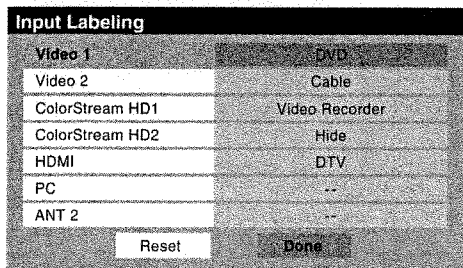 Input Labeling
Video 1 DVD
Video 2 Cable
ColorStream HD1 Video Recorder
ColorStream HD2 Hide
HDMI DTV
PC --
ANT 2 --
Reset Done